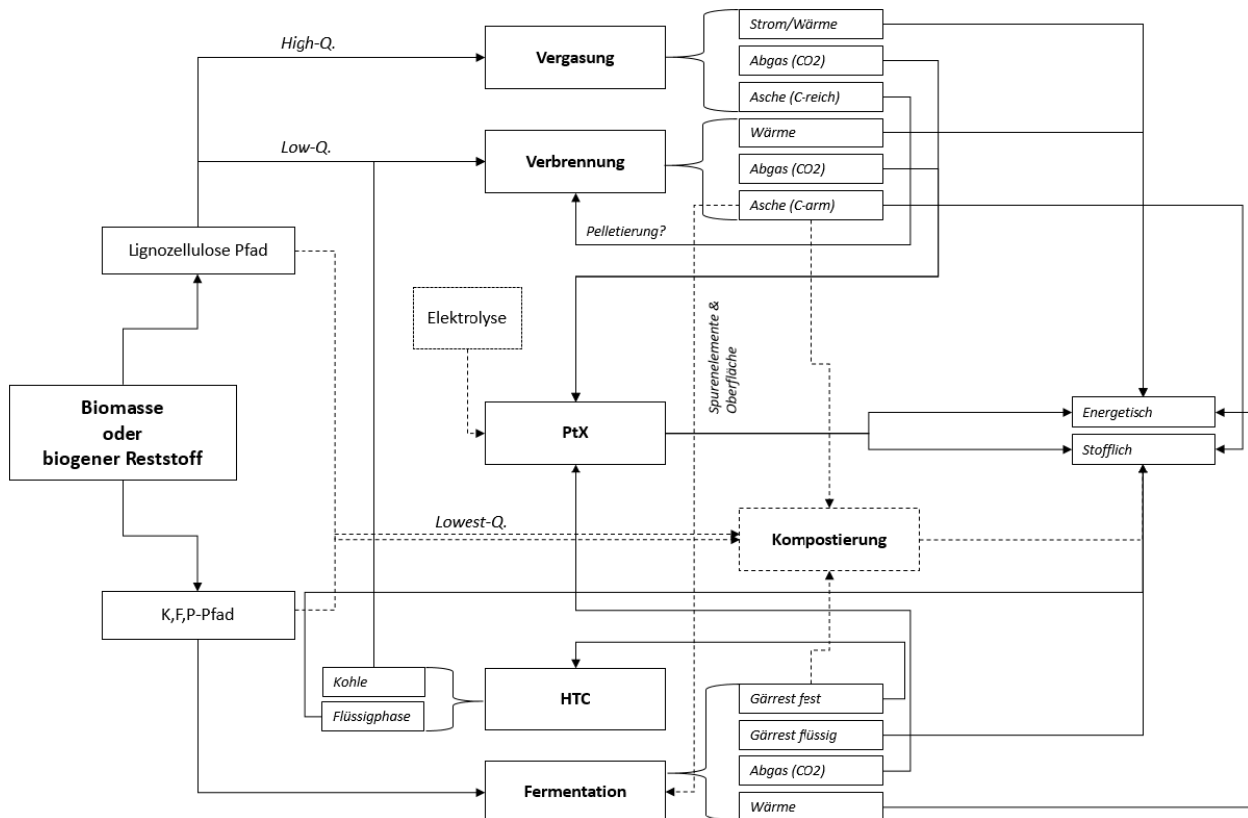 High-Q.
Vergasung
Strom/Wärme
Abgas (CO2)
Asche (C-reich)
Low-Q.
Verbrennung
Wärme
Abgas (CO2)
Asche (C-arm)
Pelletierung?
Lignozellulose Pfad
Elektrolyse
Spurenelemente &
Oberfläche
Biomasse
oder
biogener Reststoff
PtX
Energetisch
Stofflich
Lowest-Q.
Kompostierung
K,F,P-Pfad
Kohle
Flüssigphase
HTC
Gärrest fest
Gärrest flüssig
Abgas (CO2)
Wärme
Fermentation